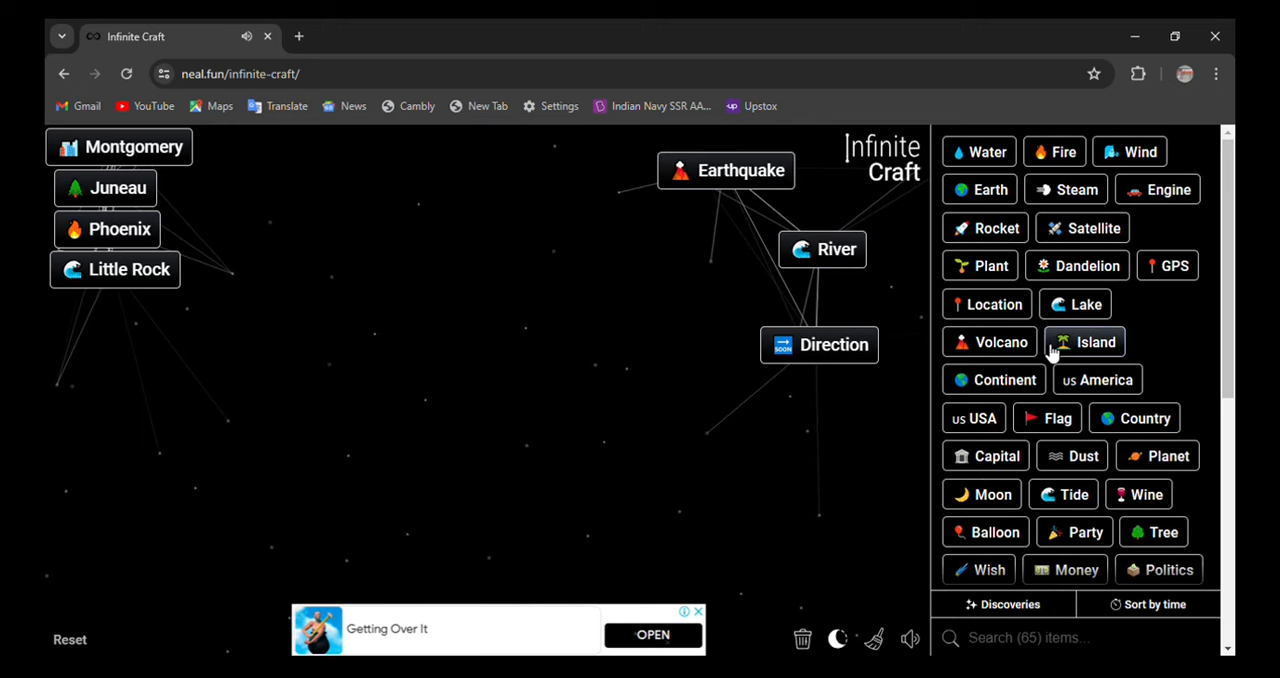 Infinite Craft
neal.fun/infinite-craft/
Gmail YouTube Maps Translate News Cambly New Tab Settings Indian Navy SSR AA... Upstox
Montgomery
Juneau
Phoenix
Little Rock
Earthquake
River
Direction
Infinite
Craft
Water Fire Wind
Earth Steam Engine
Rocket Satellite
Plant Dandelion GPS
Location Lake
Volcano Island
Continent US America
US USA Flag Country
Capital Dust Planet
Moon Tide Wine
Balloon Party Tree
Wish Money Politics
Discoveries Sort by time
Search (65) items...
SOON
Getting Over It
OPEN
Reset